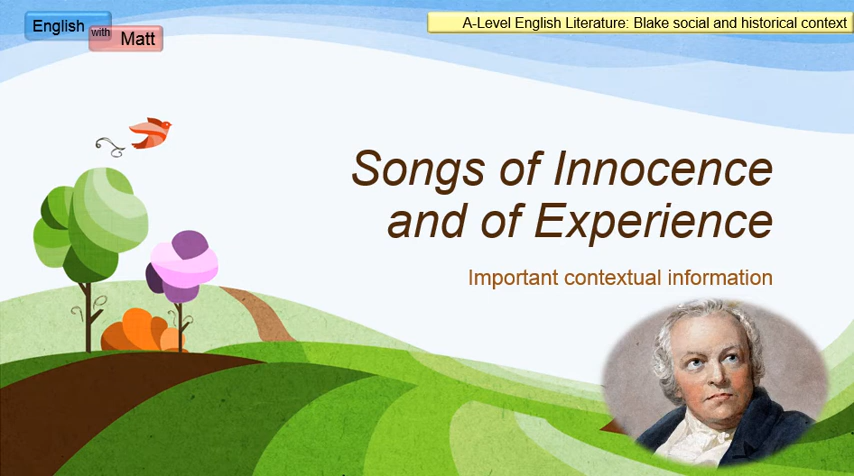 English
with
Matt
A-Level English Literature: Blake social and historical context
Songs of Innocence
and of Experience
Important contextual information